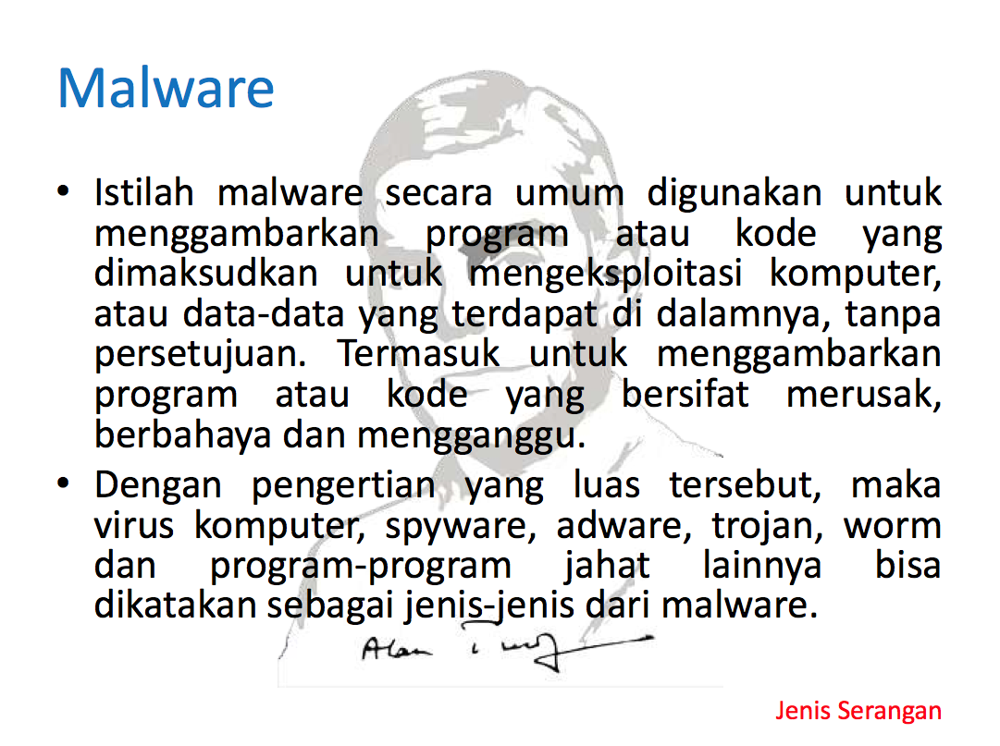 Malware
• Istilah malware secara umum digunakan untuk
menggambarkan program atau kode yang
dimaksudkan untuk mengeksploitasi komputer,
atau data-data yang terdapat di dalamnya, tanpa
persetujuan. Termasuk untuk menggambarkan
program atau kode yang bersifat merusak,
berbahaya dan mengganggu.
• Dengan pengertian yang luas tersebut, maka
virus komputer, spyware, adware, trojan, worm
dan program-program jahat lainnya bisa
dikatakan sebagai jenis-jenis dari malware.
Alan Turing
Jenis Serangan